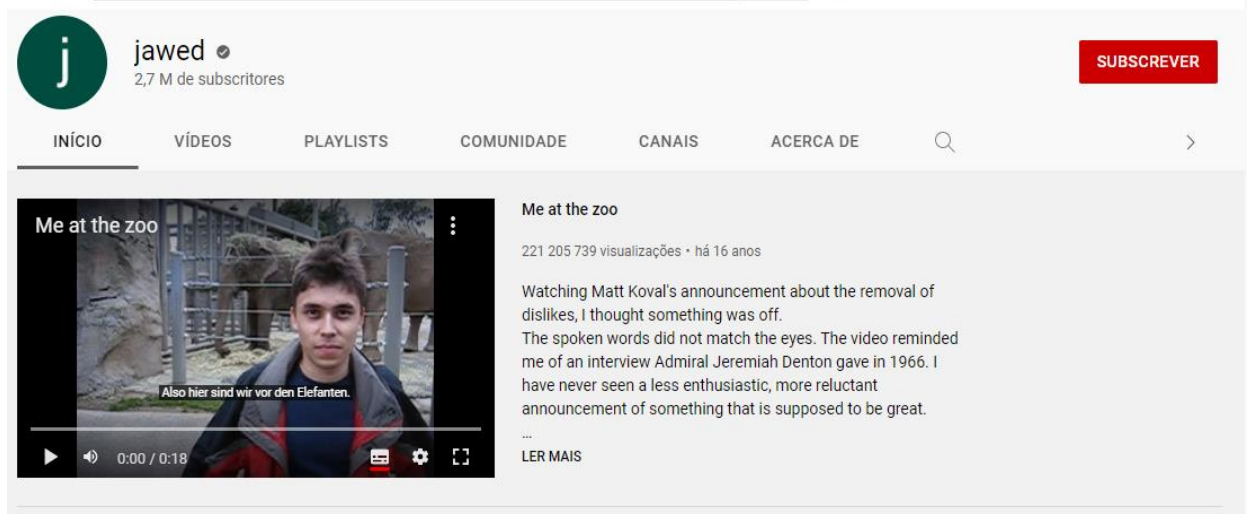 j
jawed
2,7 M de subscritores
SUBSCREVER
INÍCIO VÍDEOS PLAYLISTS COMUNIDADE CANAIS ACERCA DE
Me at the zoo
Also hier sind wir vor den Elefanten.
0:00 / 0:18
Me at the zoo
221 205 739 visualizações • há 16 anos
Watching Matt Koval's announcement about the removal of
dislikes, I thought something was off.
The spoken words did not match the eyes. The video reminded
me of an interview Admiral Jeremiah Denton gave in 1966. I
have never seen a less enthusiastic, more reluctant
announcement of something that is supposed to be great.
...
LER MAIS